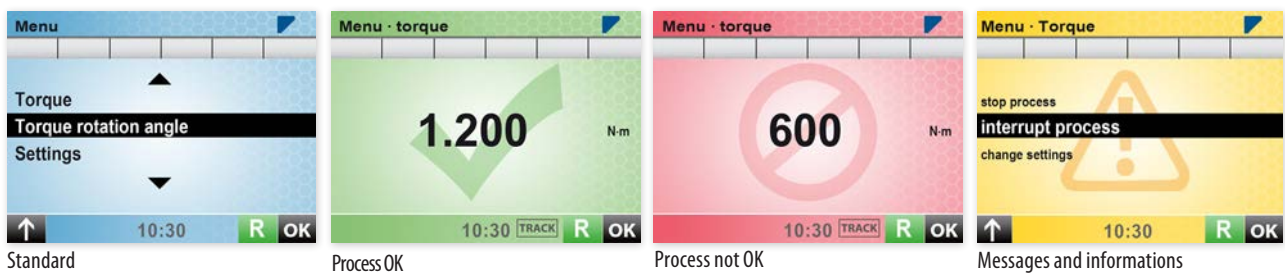 Menu
Torque
Torque rotation angle
Settings
10:30 R OK
Standard
Menu · torque
1.200 N·m
10:30 TRACK R OK
Process OK
Menu · torque
600 N·m
10:30 TRACK R OK
Process not OK
Menu · Torque
stop process
interrupt process
change settings
10:30 R OK
Messages and informations